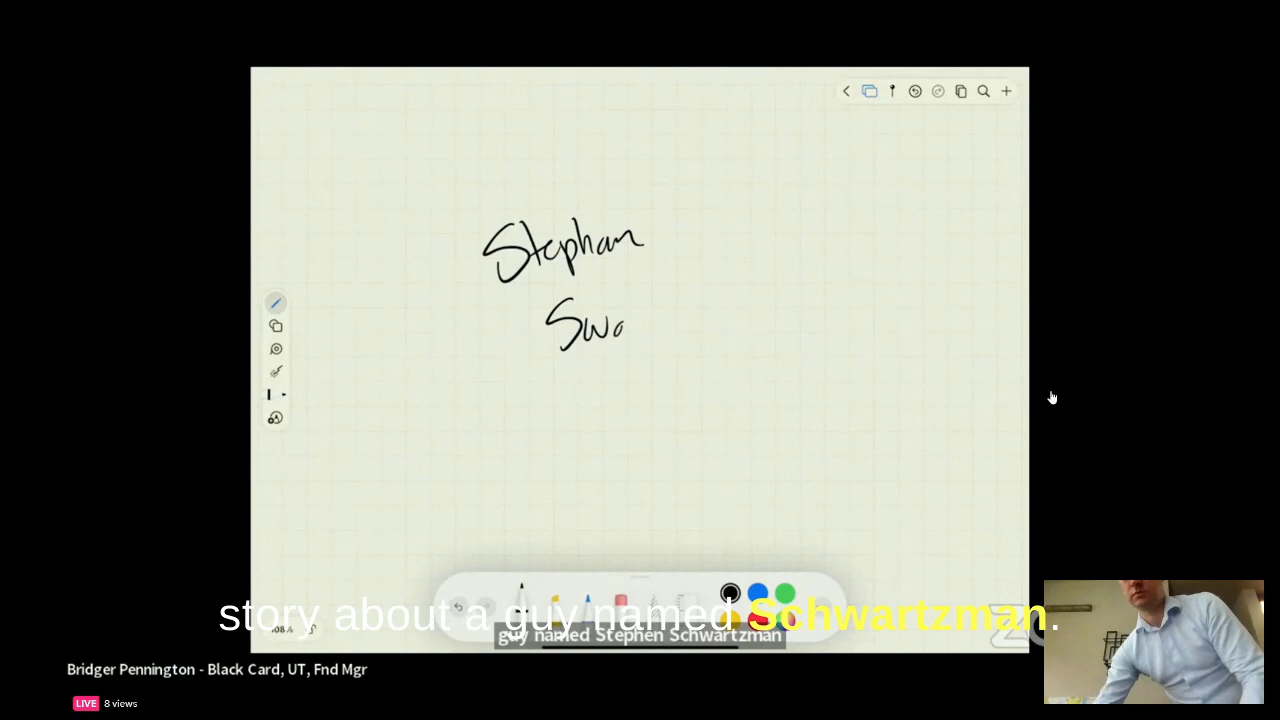 Stephan
Swa
story about a guy named Schwartzman.
108%
guy named Stephen Schwartzman
Bridger Pennington - Black Card, UT, Fnd Mgr
LIVE 8 views